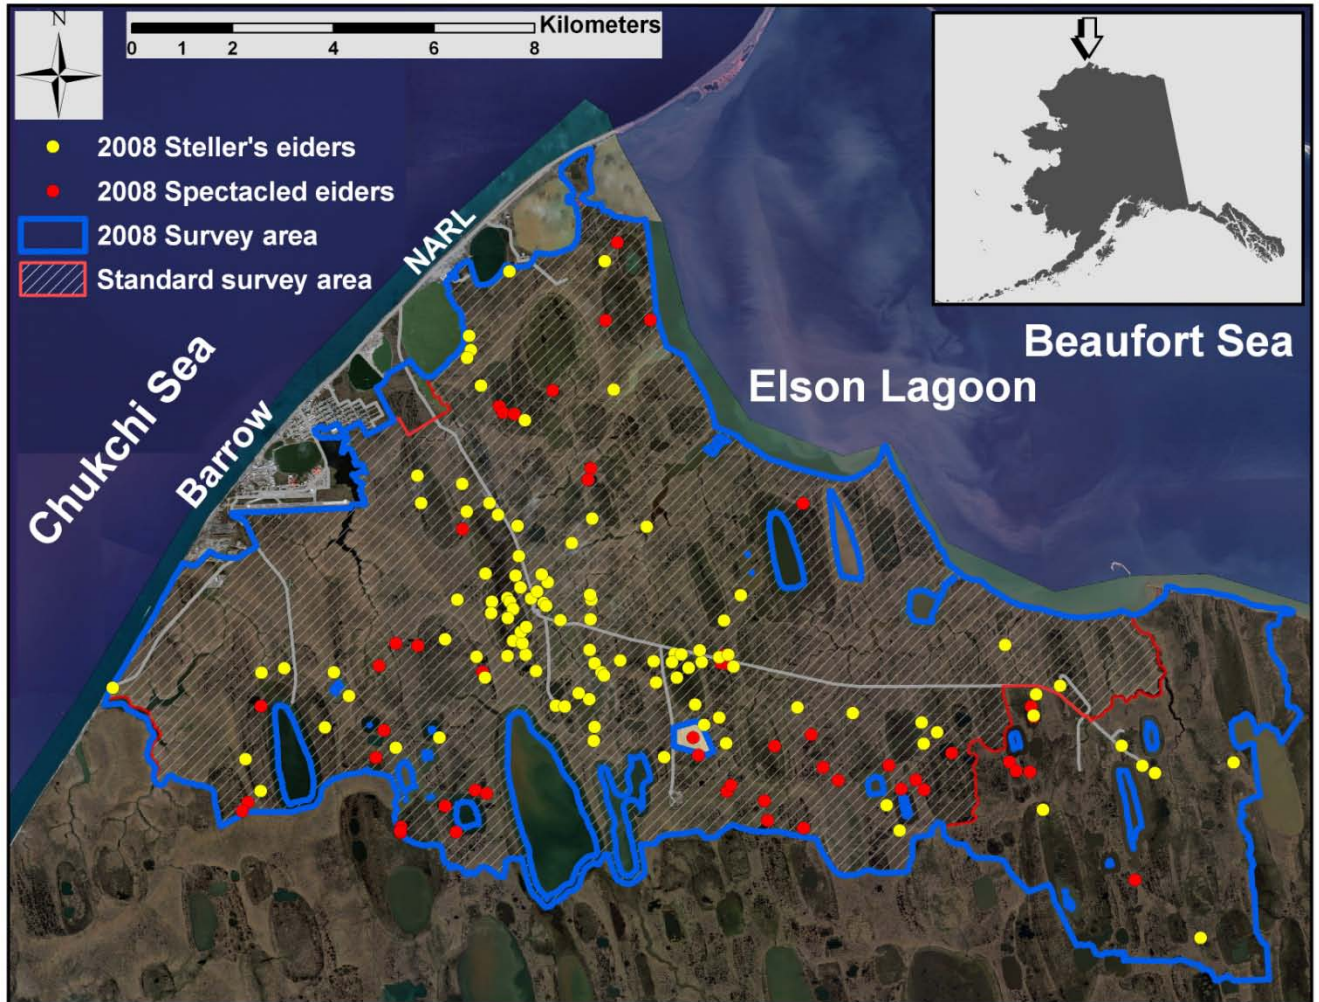 N
Kilometers
0 1 2 4 6 8
2008 Steller's eiders
2008 Spectacled eiders
2008 Survey area
Standard survey area
NARL
Chukchi Sea
Barrow
Elson Lagoon
Beaufort Sea